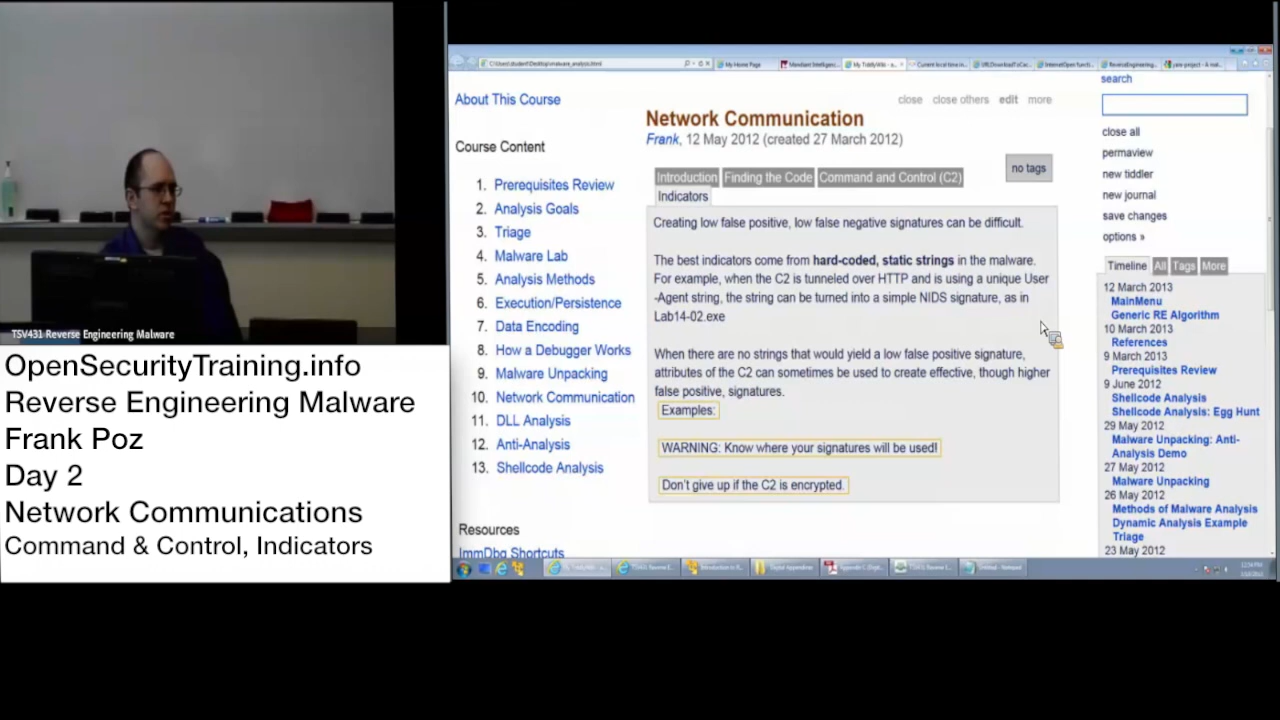 TSV431 Reverse Engineering Malware
OpenSecurityTraining.info
Reverse Engineering Malware
Frank Poz
Day 2
Network Communications
Command & Control, Indicators
My Home Page
About This Course
Course Content
1. Prerequisites Review
2. Analysis Goals
3. Triage
4. Malware Lab
5. Analysis Methods
6. Execution/Persistence
7. Data Encoding
8. How a Debugger Works
9. Malware Unpacking
10. Network Communication
11. DLL Analysis
12. Anti-Analysis
13. Shellcode Analysis
Resources
ImmDbg Shortcuts
close close others edit more
Network Communication
Frank, 12 May 2012 (created 27 March 2012)
no tags
Introduction Finding the Code Command and Control (C2)
Indicators
Creating low false positive, low false negative signatures can be difficult.
The best indicators come from hard-coded, static strings in the malware.
For example, when the C2 is tunneled over HTTP and is using a unique User
-Agent string, the string can be turned into a simple NIDS signature, as in
Lab14-02.exe
When there are no strings that would yield a low false positive signature,
attributes of the C2 can sometimes be used to create effective, though higher
false positive, signatures.
Examples:
WARNING: Know where your signatures will be used!
Don't give up if the C2 is encrypted.
search
close all
permaview
new tiddler
new journal
save changes
options »
Timeline All Tags More
12 March 2013
MainMenu
Generic RE Algorithm
10 March 2013
References
9 March 2013
Prerequisites Review
9 June 2012
Shellcode Analysis
Shellcode Analysis: Egg Hunt
29 May 2012
Malware Unpacking: Anti-
Analysis Demo
27 May 2012
Malware Unpacking
26 May 2012
Methods of Malware Analysis
Dynamic Analysis Example
Triage
23 May 2012